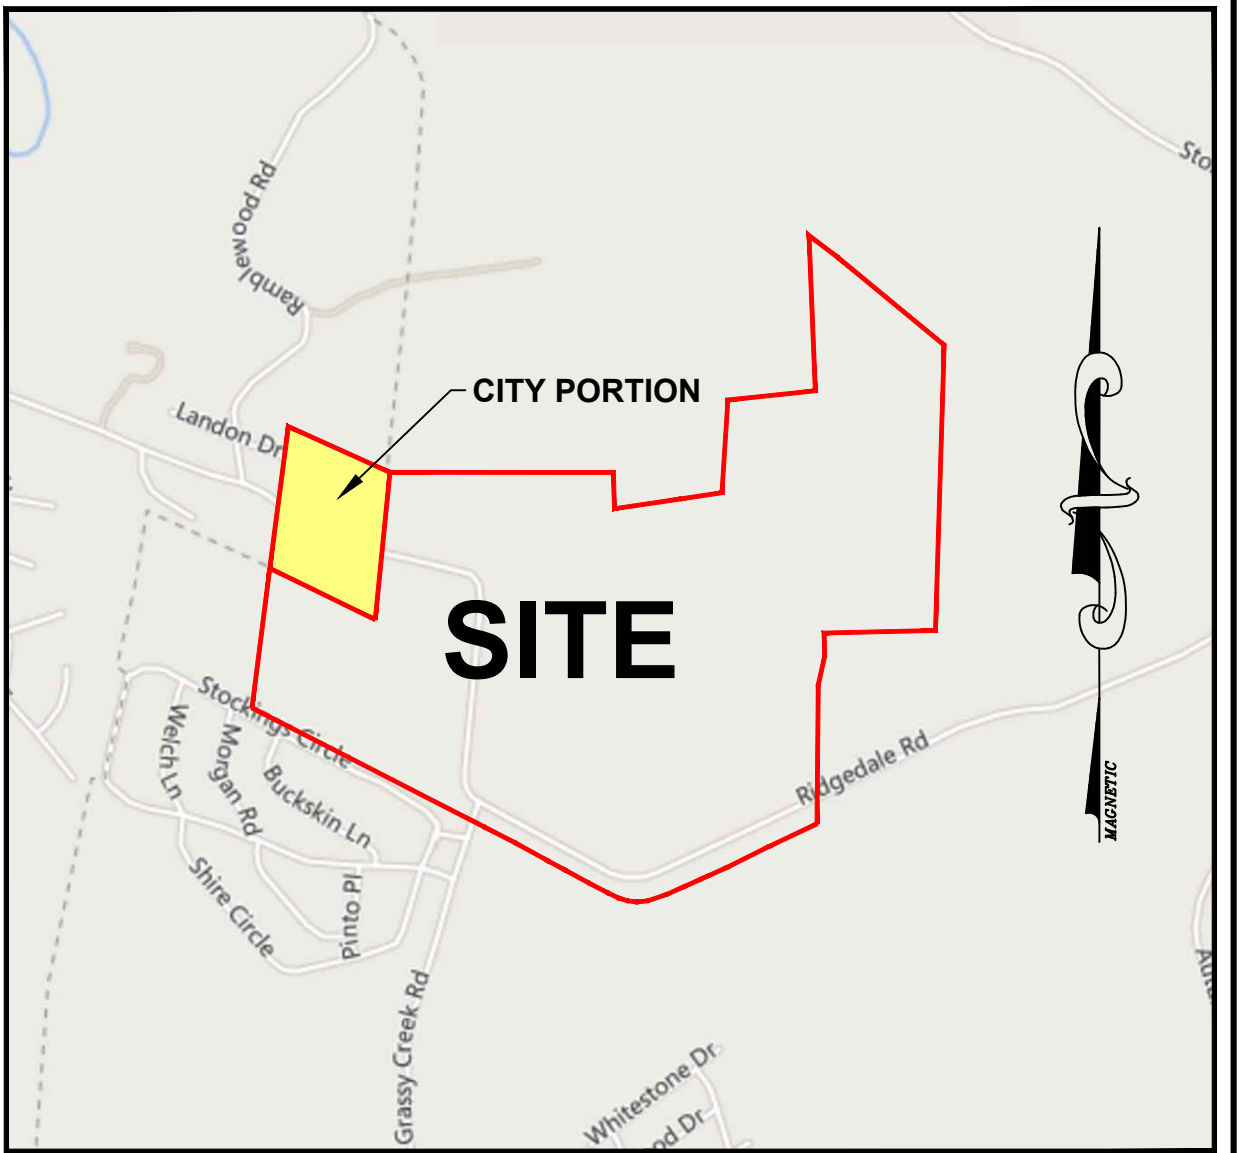 Ramblewood Rd
CITY PORTION
Landon Dr
SITE
Stockings Circle
Welch Ln
Morgan Rd
Buckskin Ln
Ridgedale Rd
MAGNETIC
Shire Circle
Pinto Pl
Grassy Creek Rd
Whitestone Dr